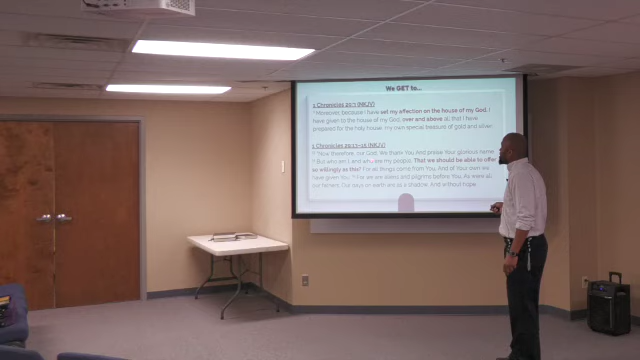 We GET to...
1 Chronicles 29:3 (NKJV)
Moreover, because I have set my affection on the house of my God, I
have given to the house of my God, over and above all that I have
prepared for the holy house, my own special treasure of gold and silver
1 Chronicles 29:13-16 (NKJV)
"Now therefore, our God, We thank You And praise Your glorious name.
But who am I, and who are my people, That we should be able to offer
so willingly as this? For all things come from You, And of Your own we
have given You. For we are aliens and pilgrims before You, As were all
our fathers; Our days on earth are as a shadow, And without hope.